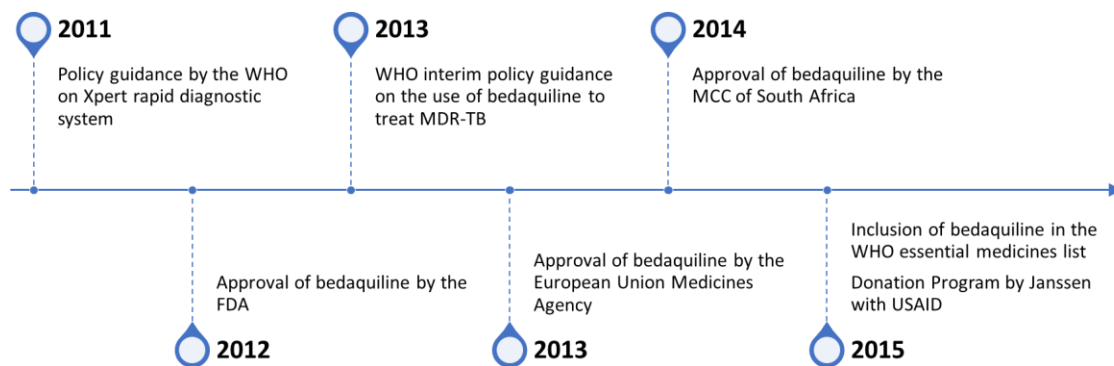 2011
Policy guidance by the WHO
on Xpert rapid diagnostic
system
2013
WHO interim policy guidance
on the use of bedaquiline to
treat MDR-TB
2014
Approval of bedaquiline by the
MCC of South Africa
Approval of bedaquiline by the
FDA
2012
Approval of bedaquiline by the
European Union Medicines
Agency
2013
Inclusion of bedaquiline in the
WHO essential medicines list
Donation Program by Janssen
with USAID
2015